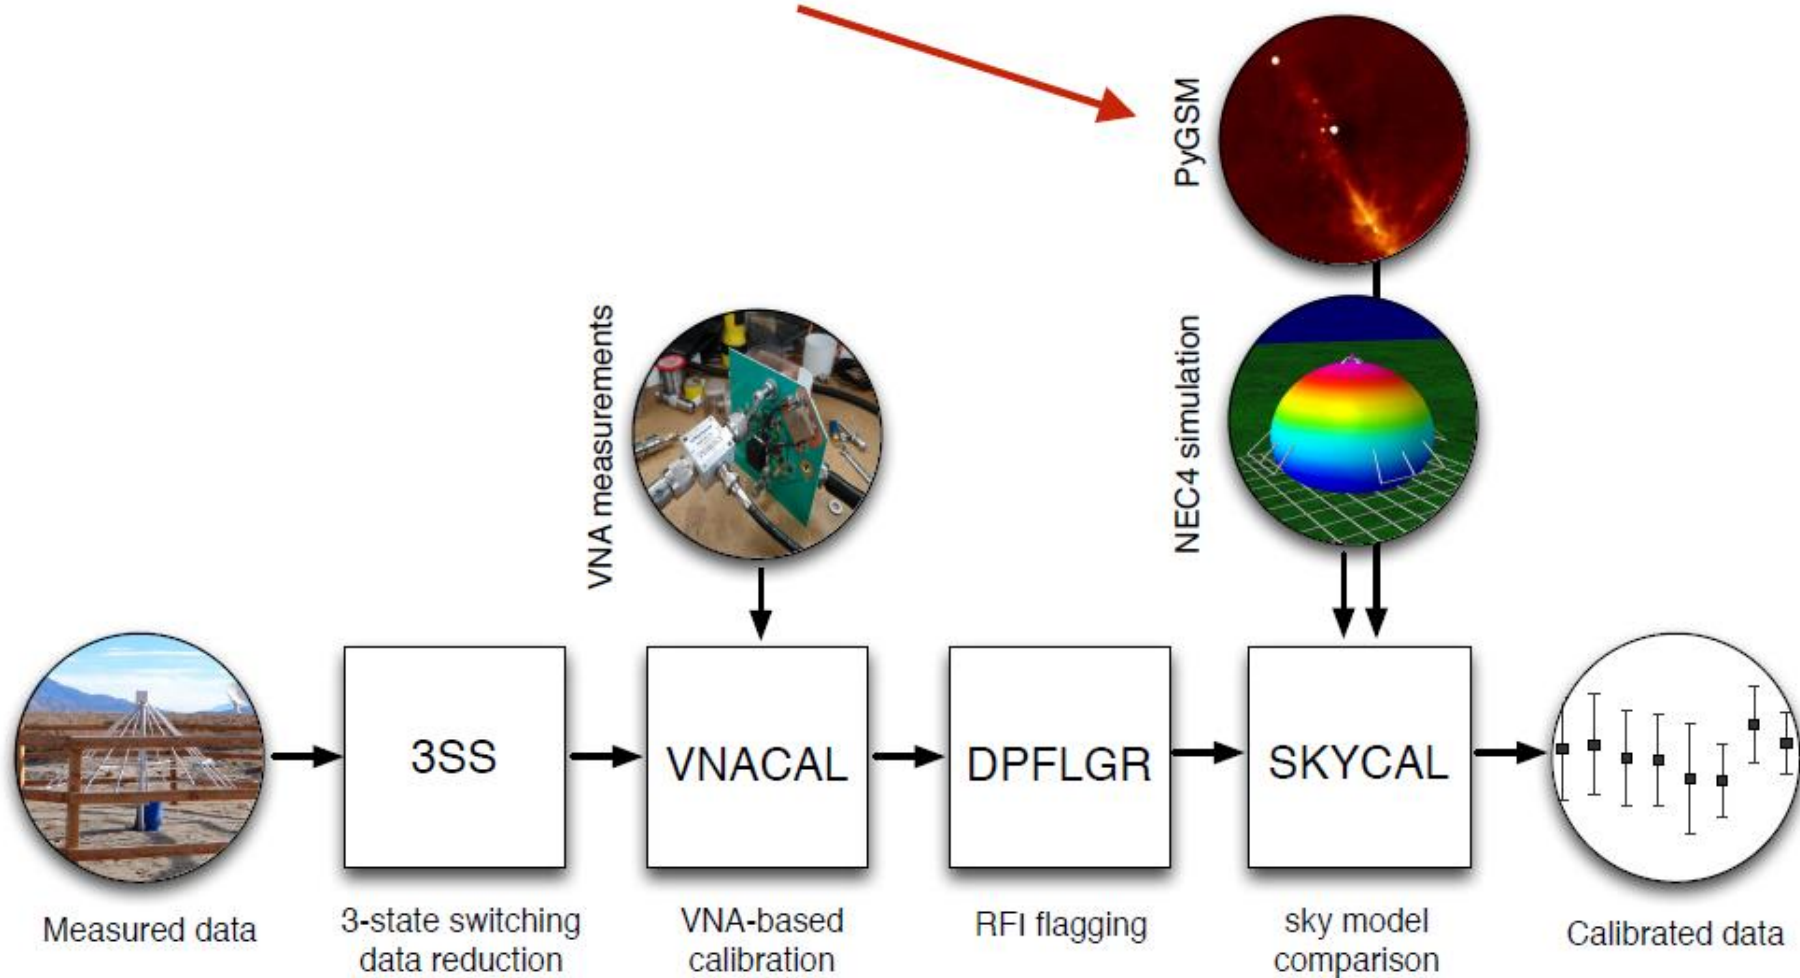 PyGSM
VNA measurements
NEC4 simulation
3SS
VNACAL
DPFLGR
SKYCAL
Measured data
3-state switching
data reduction
VNA-based
calibration
RFI flagging
sky model
comparison
Calibrated data